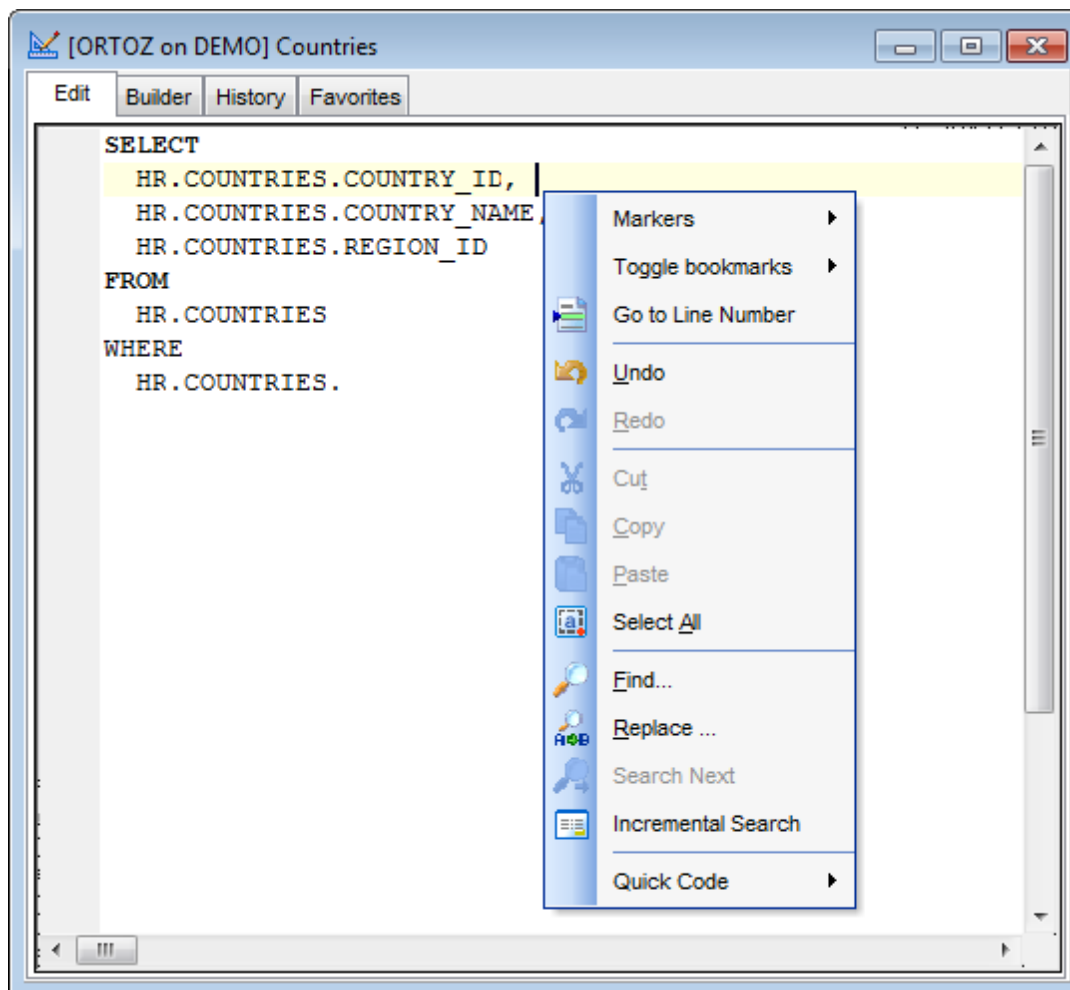 [ORTOZ on DEMO] Countries
Edit Builder History Favorites
SELECT
HR.COUNTRIES.COUNTRY_ID,
HR.COUNTRIES.COUNTRY_NAME,
HR.COUNTRIES.REGION_ID
FROM
HR.COUNTRIES
WHERE
HR.COUNTRIES.
Markers
Toggle bookmarks
Go to Line Number
Undo
Redo
Cut
Copy
Paste
Select All
Find...
Replace ...
Search Next
Incremental Search
Quick Code